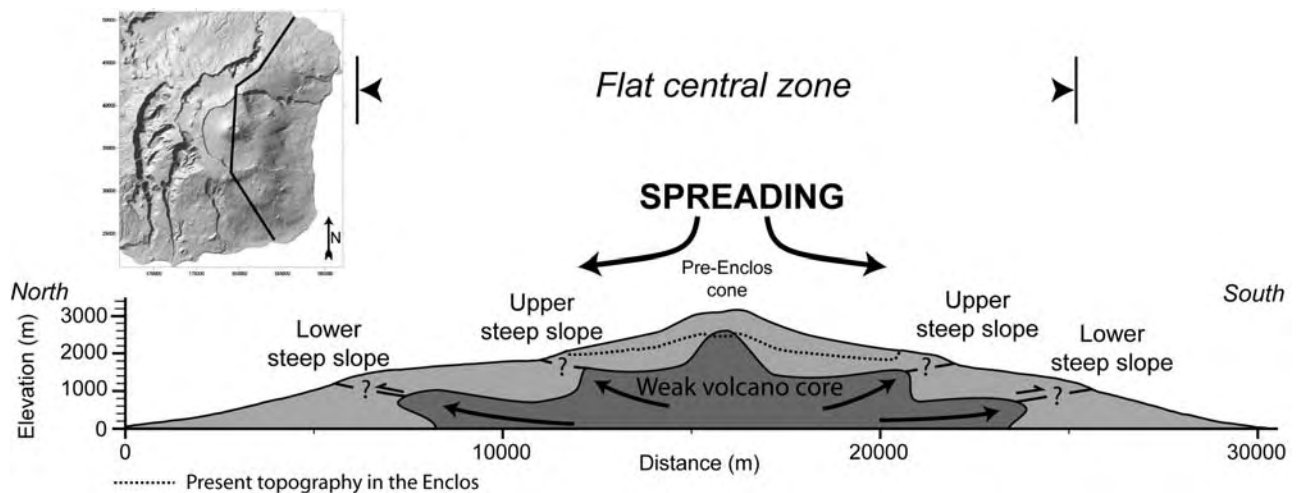 Flat central zone
N
SPREADING
Pre-Enclos
cone
North
South
Upper
steep slope
Upper
steep slope
Lower
steep slope
Lower
steep slope
Elevation (m)
3000
2000
1000
0
?
?
?
?
Weak volcano core
0
10000
20000
30000
Distance (m)
Present topography in the Enclos